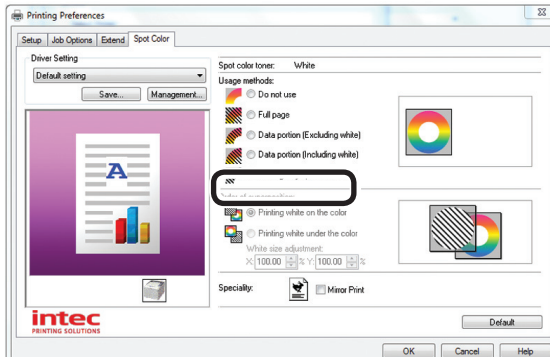 Printing Preferences
Setup Job Options Extend Spot Color
Driver Setting
Default setting
Save... Management...
A
intec
PRINTING SOLUTIONS
Spot color toner: White
Usage methods:
Do not use
Full page
Data portion (Excluding white)
Data portion (Including white)
Printing white on the color
Printing white under the color
White size adjustment:
X: 100.00 % Y: 100.00 %
Speciality: Mirror Print
Default
OK Cancel Help